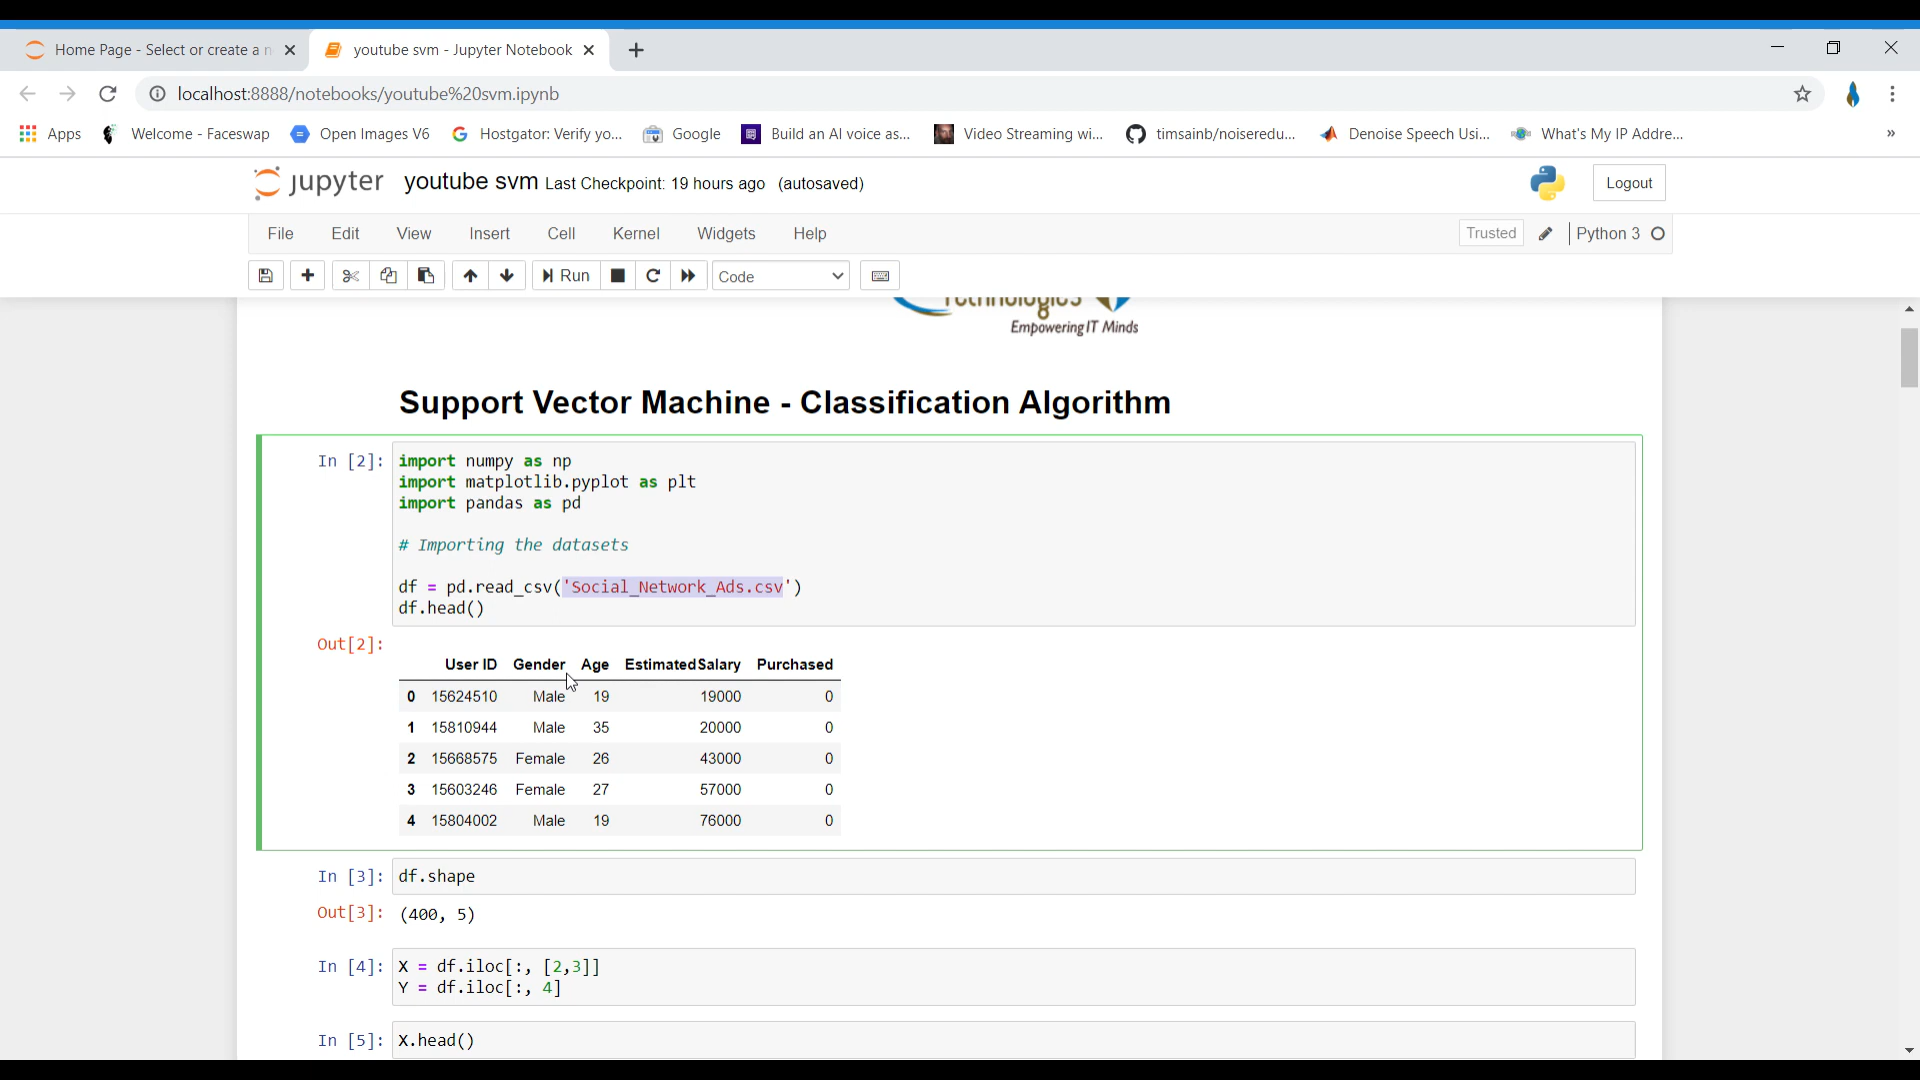 Home Page - Select or create a n
youtube svm - Jupyter Notebook
localhost:8888/notebooks/youtube%20svm.ipynb
Apps
Welcome - Faceswap
Open Images V6
Hostgator: Verify yo...
Google
Build an AI voice as...
Video Streaming wi...
timsainb/noiseredu...
Denoise Speech Usi...
What's My IP Addre...
»
jupyter youtube svm Last Checkpoint: 19 hours ago (autosaved)
Logout
File Edit View Insert Cell Kernel Widgets Help
Trusted
Python 3
Run
Code
Technologies
Empowering IT Minds
Support Vector Machine - Classification Algorithm
In [2]: import numpy as np
import matplotlib.pyplot as plt
import pandas as pd
# Importing the datasets
df = pd.read_csv('Social_Network_Ads.csv')
df.head()
Out[2]:
User ID Gender Age EstimatedSalary Purchased
0 15624510 Male 19 19000 0
1 15810944 Male 35 20000 0
2 15668575 Female 26 43000 0
3 15603246 Female 27 57000 0
4 15804002 Male 19 76000 0
In [3]: df.shape
Out[3]: (400, 5)
In [4]: X = df.iloc[:, [2,3]]
Y = df.iloc[:, 4]
In [5]: X.head()